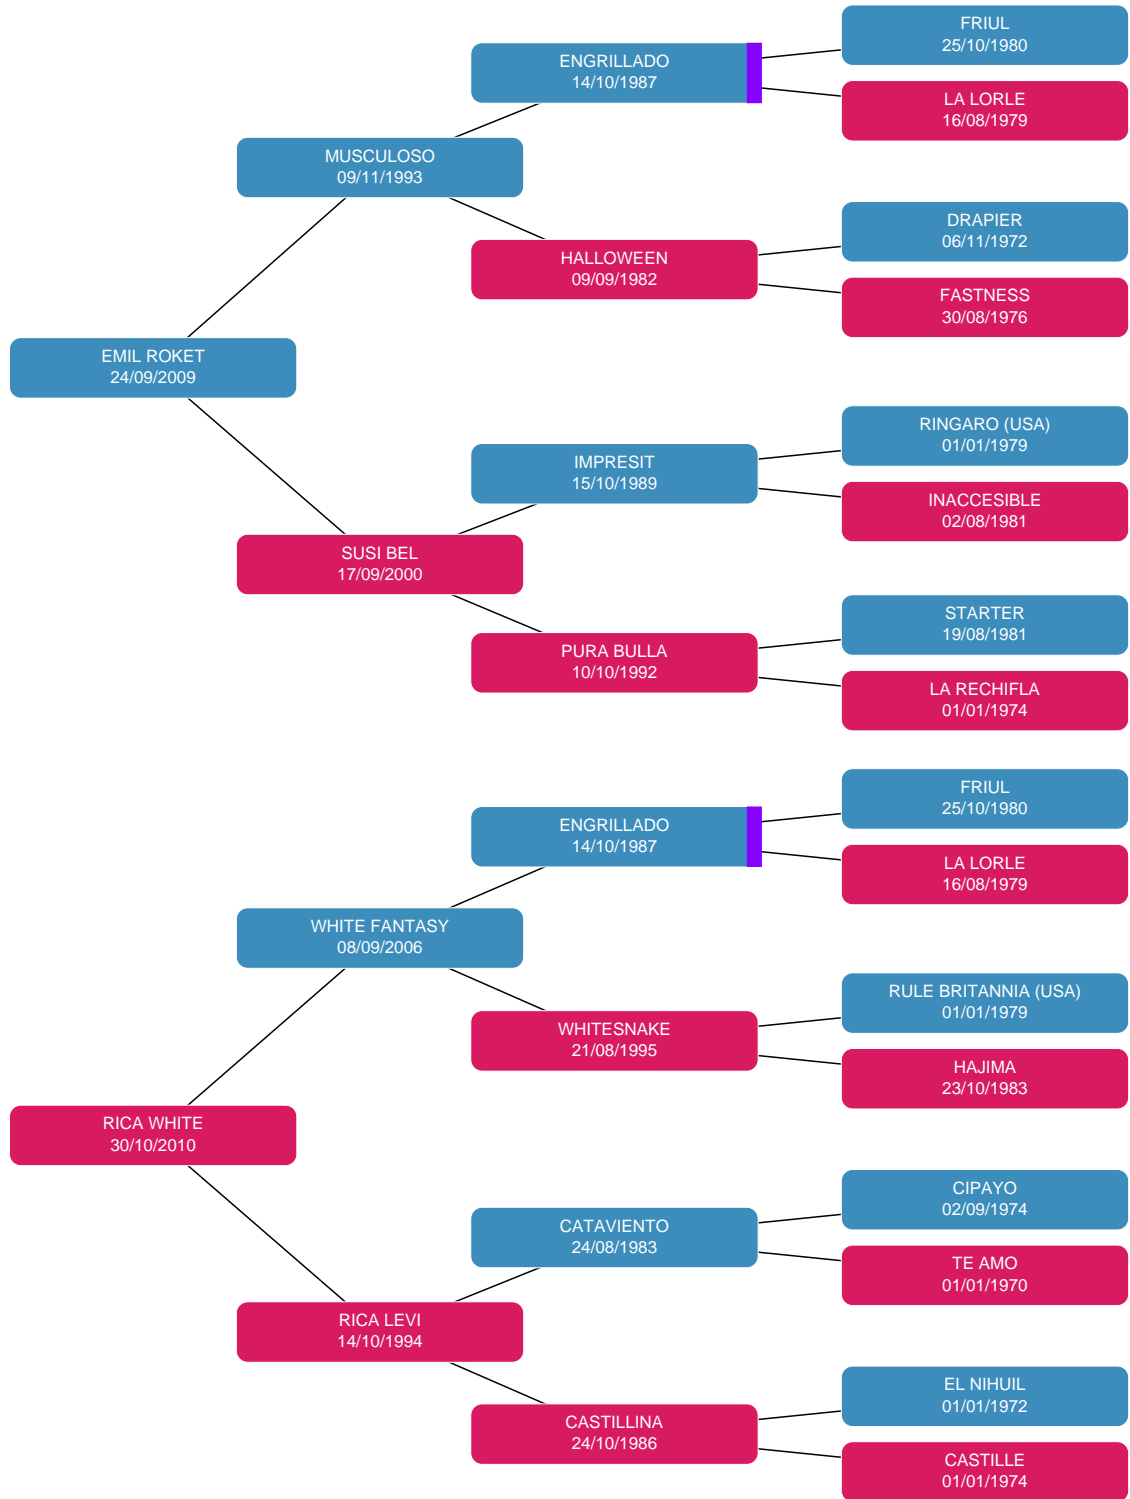 FRIUL
25/10/1980
ENGRILLADO
14/10/1987
LA LORLE
16/08/1979
MUSCULOSO
09/11/1993
DRAPIER
06/11/1972
HALLOWEEN
09/09/1982
FASTNESS
30/08/1976
EMIL ROKET
24/09/2009
RINGARO (USA)
01/01/1979
IMPRESIT
15/10/1989
INACCESIBLE
02/08/1981
SUSI BEL
17/09/2000
STARTER
19/08/1981
PURA BULLA
10/10/1992
LA RECHIFLA
01/01/1974
FRIUL
25/10/1980
ENGRILLADO
14/10/1987
LA LORLE
16/08/1979
WHITE FANTASY
08/09/2006
RULE BRITANNIA (USA)
01/01/1979
WHITESNAKE
21/08/1995
HAJIMA
23/10/1983
RICA WHITE
30/10/2010
CIPAYO
02/09/1974
CATAVIENTO
24/08/1983
TE AMO
01/01/1970
RICA LEVI
14/10/1994
EL NIHUIL
01/01/1972
CASTILLINA
24/10/1986
CASTILLE
01/01/1974